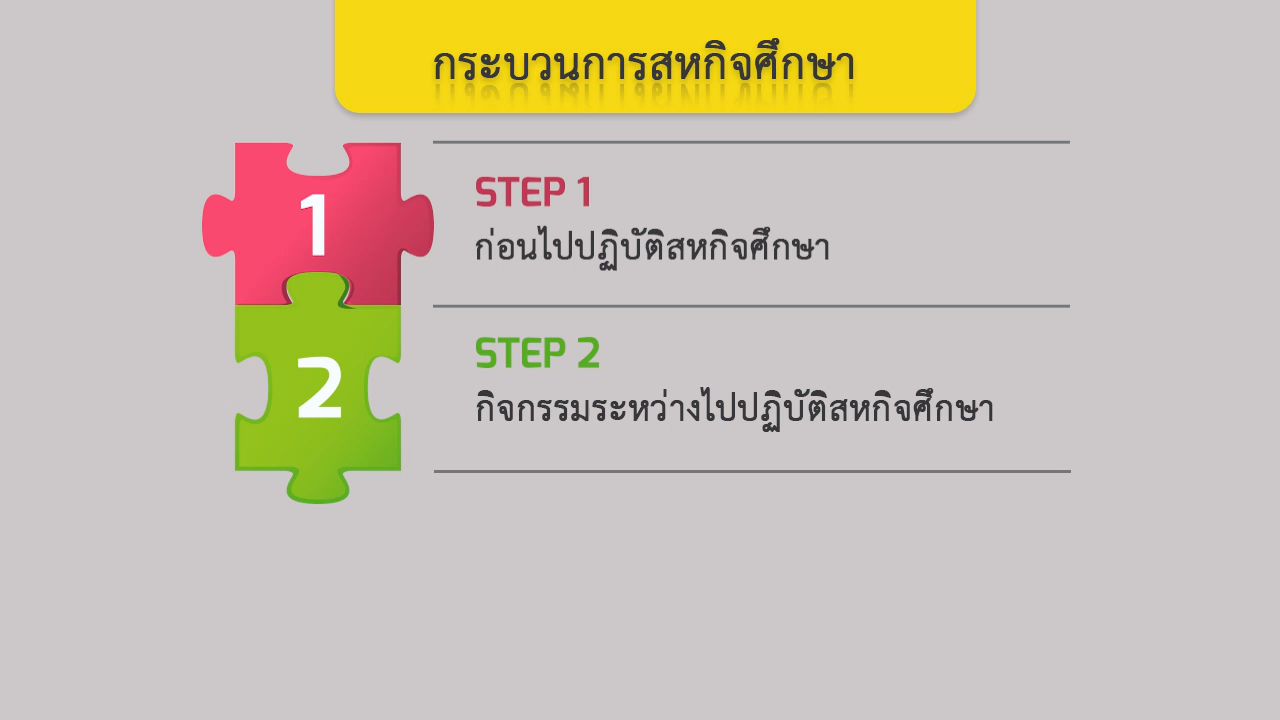 กระบวนการสหกิจศึกษา
1
STEP 1
ก่อนไปปฏิบัติสหกิจศึกษา
2
STEP 2
กิจกรรมระหว่างไปปฏิบัติสหกิจศึกษา